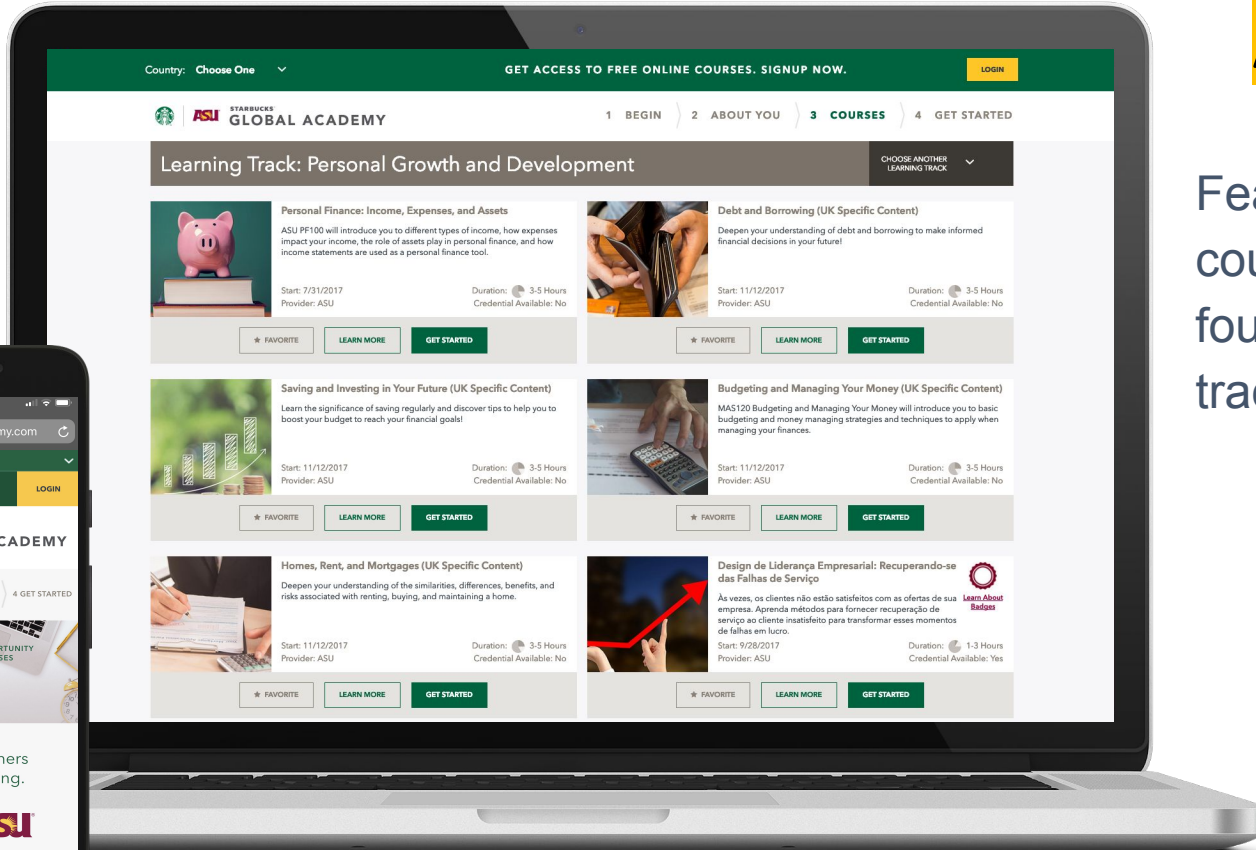 Country: Choose One
GET ACCESS TO FREE ONLINE COURSES. SIGNUP NOW.
LOGIN
ASU
STARBUCKS
GLOBAL ACADEMY
1 BEGIN
2 ABOUT YOU
3 COURSES
4 GET STARTED
Learning Track: Personal Growth and Development
CHOOSE ANOTHER
LEARNING TRACK
Personal Finance: Income, Expenses, and Assets
ASU PF100 will introduce you to different types of income, how expenses
impact your income, the role of assets play in personal finance, and how
income statements are used as a personal finance tool.
Start: 7/31/2017
Duration: 3-5 Hours
Provider: ASU
Credential Available: No
★ FAVORITE
LEARN MORE
GET STARTED
Debt and Borrowing (UK Specific Content)
Deepen your understanding of debt and borrowing to make informed
financial decisions in your future!
Start: 11/12/2017
Duration: 3-5 Hours
Provider: ASU
Credential Available: No
★ FAVORITE
LEARN MORE
GET STARTED
Saving and Investing in Your Future (UK Specific Content)
Learn the significance of saving regularly and discover tips to help you to
boost your budget to reach your financial goals!
Start: 11/12/2017
Duration: 3-5 Hours
Provider: ASU
Credential Available: No
★ FAVORITE
LEARN MORE
GET STARTED
Budgeting and Managing Your Money (UK Specific Content)
MAS120 Budgeting and Managing Your Money will introduce you to basic
budgeting and money managing strategies and techniques to apply when
managing your finances.
Start: 11/12/2017
Duration: 3-5 Hours
Provider: ASU
Credential Available: No
★ FAVORITE
LEARN MORE
GET STARTED
Homes, Rent, and Mortgages (UK Specific Content)
Deepen your understanding of the similarities, differences, benefits, and
risks associated with renting, buying, and maintaining a home.
Start: 11/12/2017
Duration: 3-5 Hours
Provider: ASU
Credential Available: No
★ FAVORITE
LEARN MORE
GET STARTED
Design de Liderança Empresarial: Recuperando-se
das Falhas de Serviço
Às vezes, os clientes não estão satisfeitos com as ofertas de sua
empresa. Aprenda métodos para fornecer recuperação de
serviço ao cliente insatisfeito para transformar esses momentos
de falhas em lucro.
Learn About
Badges
Start: 9/28/2017
Duration: 1-3 Hours
Provider: ASU
Credential Available: Yes
★ FAVORITE
LEARN MORE
GET STARTED
my.com
LOGIN
CADEMY
4 GET STARTED
RTUNITY
SES
ners
ng.
SU
Fea
cou
fou
trac